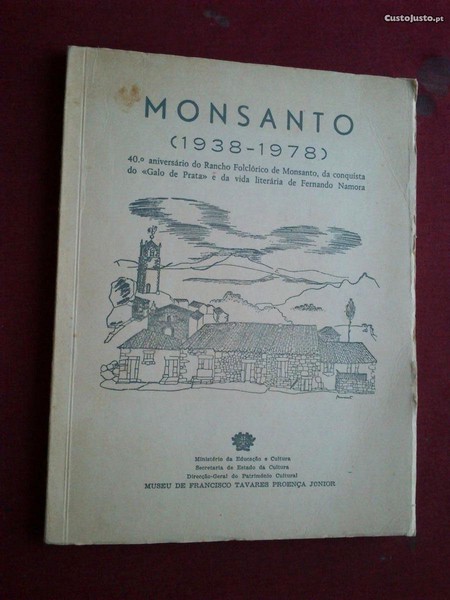 CustoJusto.pt
MONSANTO
(1938-1978)
40.º aniversário do Rancho Folclórico de Monsanto, da conquista
do «Galo de Prata» e da vida literária de Fernando Namora
Ministério da Educação e Cultura
Secretaria de Estado da Cultura
Direcção-Geral do Património Cultural
MUSEU DE FRANCISCO TAVARES PROENÇA JÚNIOR